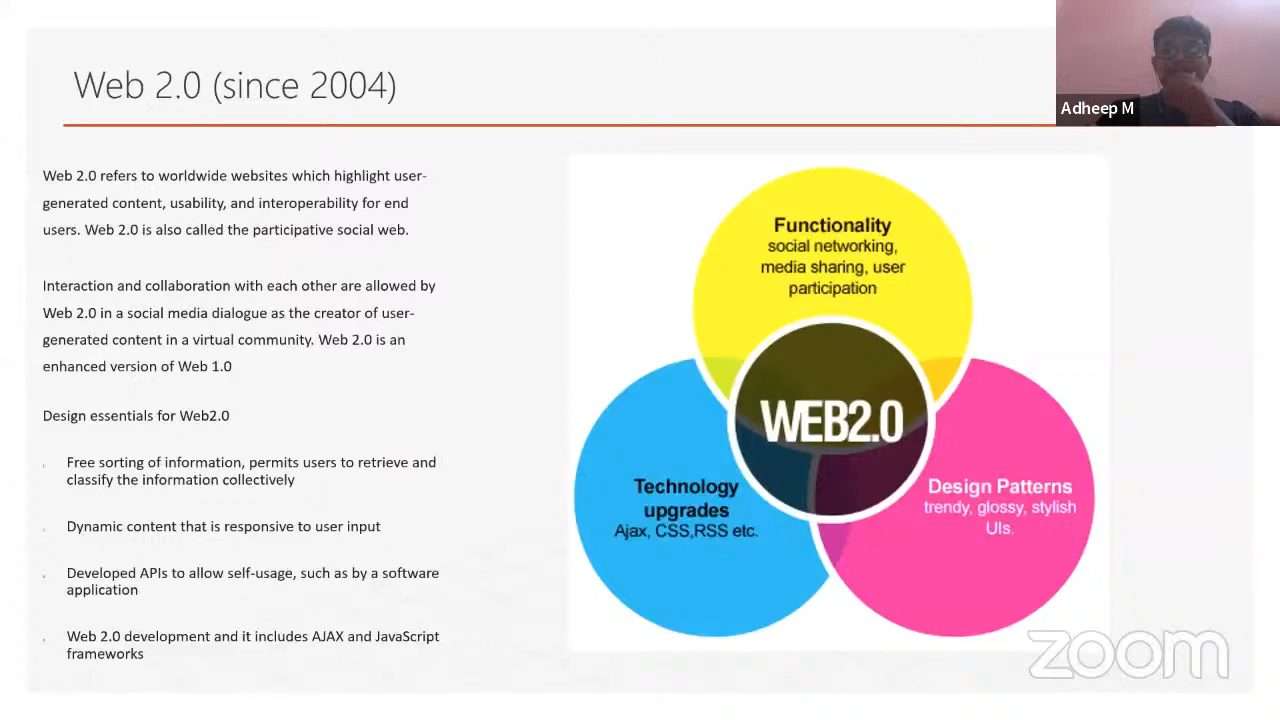 Web 2.0 (since 2004)
Adheep M
Web 2.0 refers to worldwide websites which highlight user-
generated content, usability, and interoperability for end
users. Web 2.0 is also called the participative social web.
Interaction and collaboration with each other are allowed by
Web 2.0 in a social media dialogue as the creator of user-
generated content in a virtual community. Web 2.0 is an
enhanced version of Web 1.0
Design essentials for Web2.0
Free sorting of information, permits users to retrieve and
classify the information collectively
Dynamic content that is responsive to user input
Developed APIs to allow self-usage, such as by a software
application
Web 2.0 development and it includes AJAX and JavaScript
frameworks
Functionality
social networking,
media sharing, user
participation
WEB2.0
Technology
upgrades
Ajax, CSS,RSS etc.
Design Patterns
trendy, glossy, stylish
UIs.
zoom